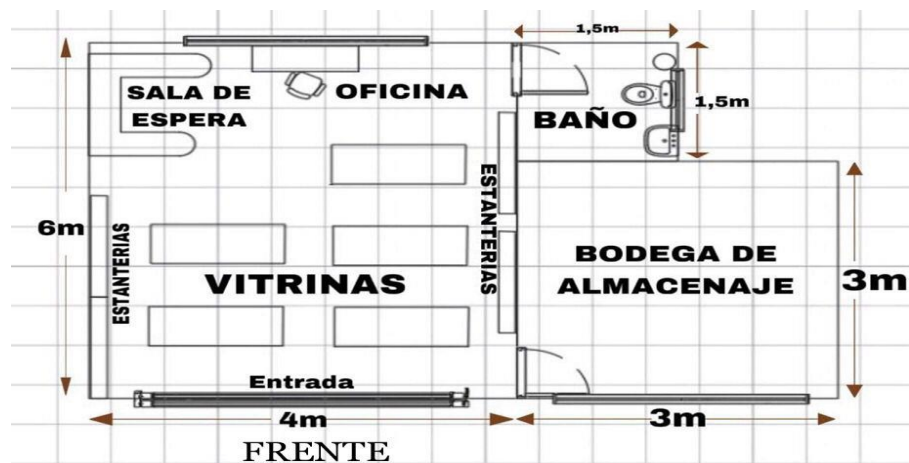 1,5m
SALA DE
ESPERA
OFICINA
BAÑO
1,5m
6m
ESTANTERIAS
ESTANTERIAS
VITRINAS
BODEGA DE
ALMACENAJE
3m
Entrada
4m
3m
FRENTE